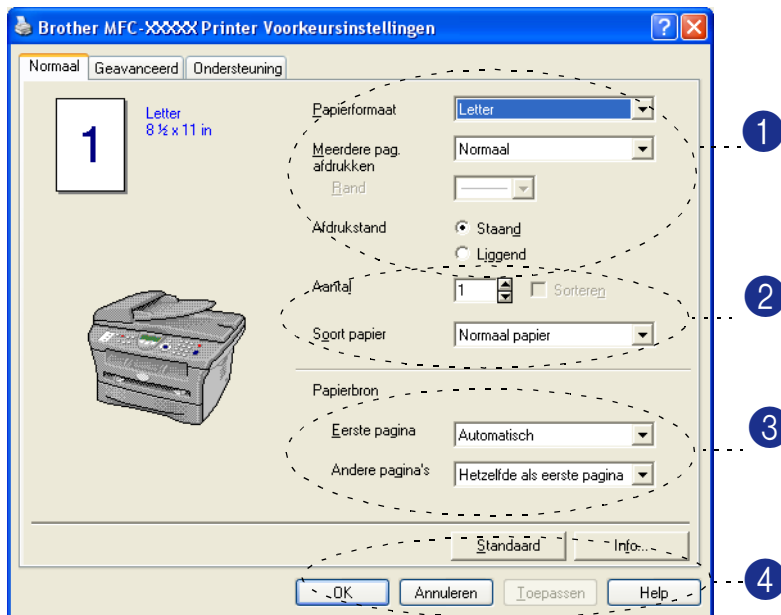 Brother MFC-XXXXX Printer Voorkeursinstellingen
Normaal Geavanceerd Ondersteuning
1
Letter
8 ½ x 11 in
Papierformaat Letter
1
Meerdere pag. afdrukken Normaal
Rand
Afdrukstand Staand
Liggend
Aantal 1 Sorteren
2
Soort papier Normaal papier
Papierbron
Eerste pagina Automatisch
3
Andere pagina's Hetzelfde als eerste pagina
Standaard Info...
4
OK Annuleren Toepassen Help